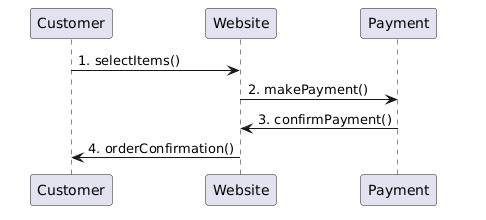 Customer Website Payment
1. selectItems()
2. makePayment()
3. confirmPayment()
4. orderConfirmation()
Customer Website Payment